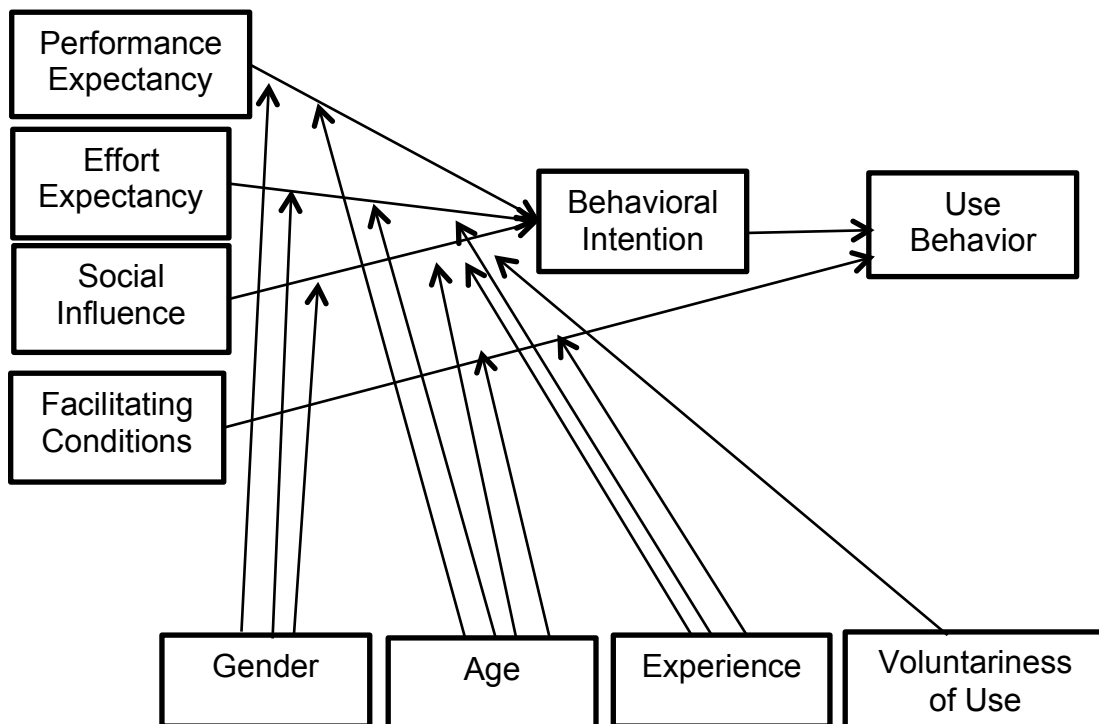 Performance
Expectancy
Effort
Expectancy
Social
Influence
Facilitating
Conditions
Behavioral
Intention
Use
Behavior
Gender
Age
Experience
Voluntariness
of Use